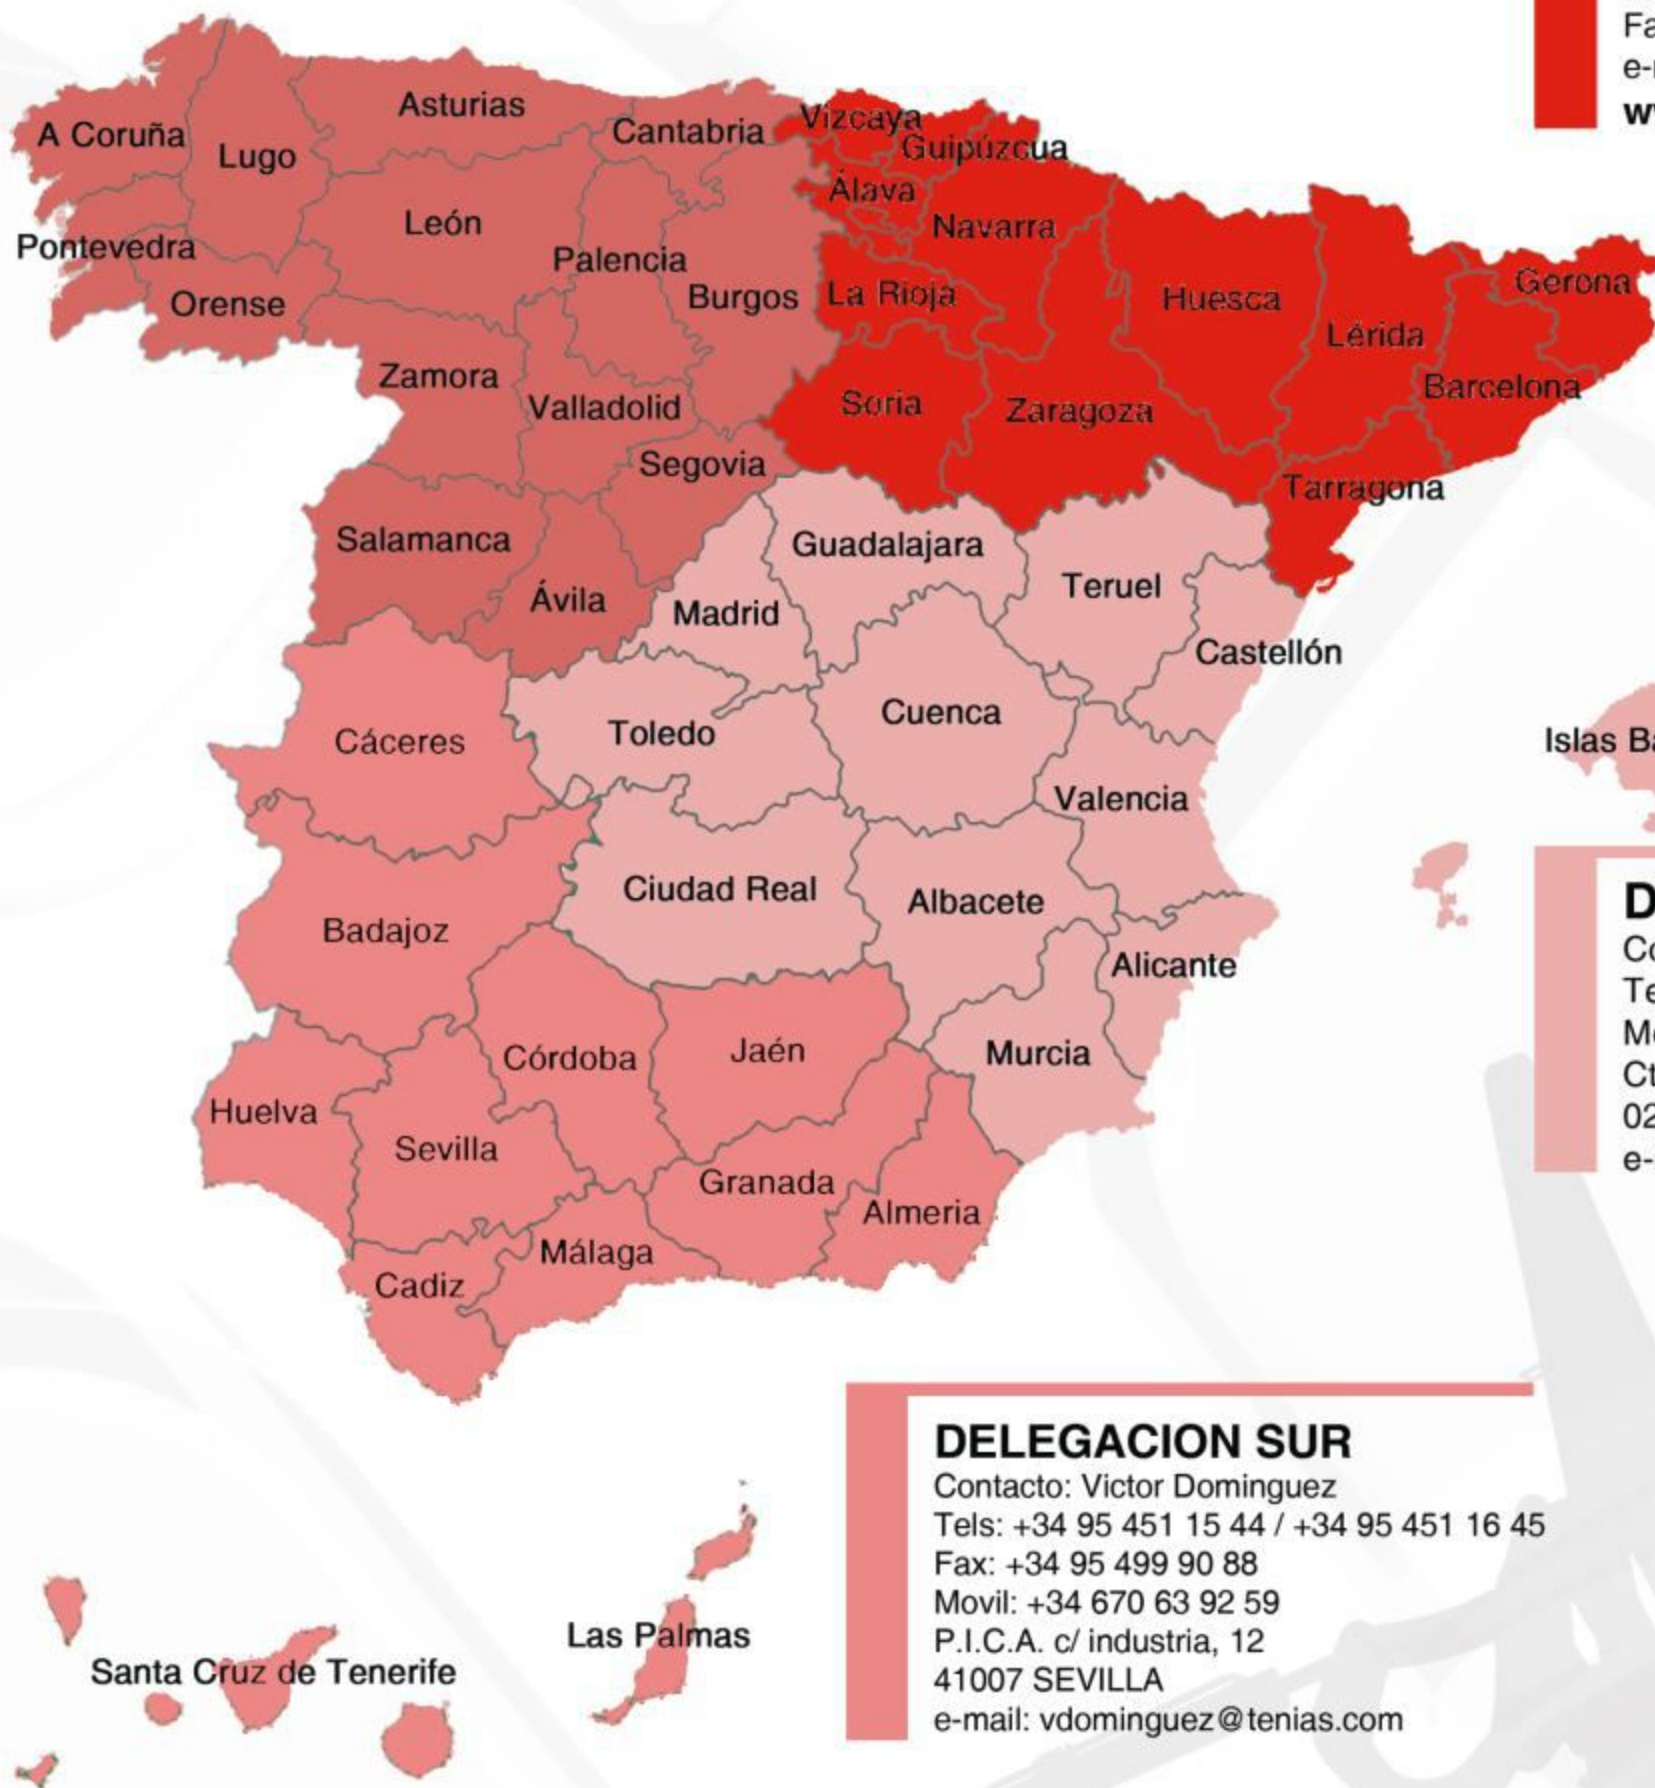 Asturias
A Coruña
Lugo
Cantabria
Vizcaya
Guipúzcua
Álava
Navarra
León
Pontevedra
Palencia
Orense
Burgos
La Rioja
Huesca
Gerona
Lérida
Zamora
Valladolid
Soria
Zaragoza
Barcelona
Segovia
Tarragona
Salamanca
Guadalajara
Ávila
Madrid
Teruel
Castellón
Cáceres
Toledo
Cuenca
Valencia
Badajoz
Ciudad Real
Albacete
Alicante
Murcia
Córdoba
Jaén
Huelva
Sevilla
Granada
Almeria
Málaga
Cadiz
Islas
DELEGACION SUR
Contacto: Victor Dominguez
Tels: +34 95 451 15 44 / +34 95 451 16 45
Fax: +34 95 499 90 88
Movil: +34 670 63 92 59
P.I.C.A. c/ industria, 12
41007 SEVILLA
e-mail: vdominguez@tenias.com
Las Palmas
Santa Cruz de Tenerife